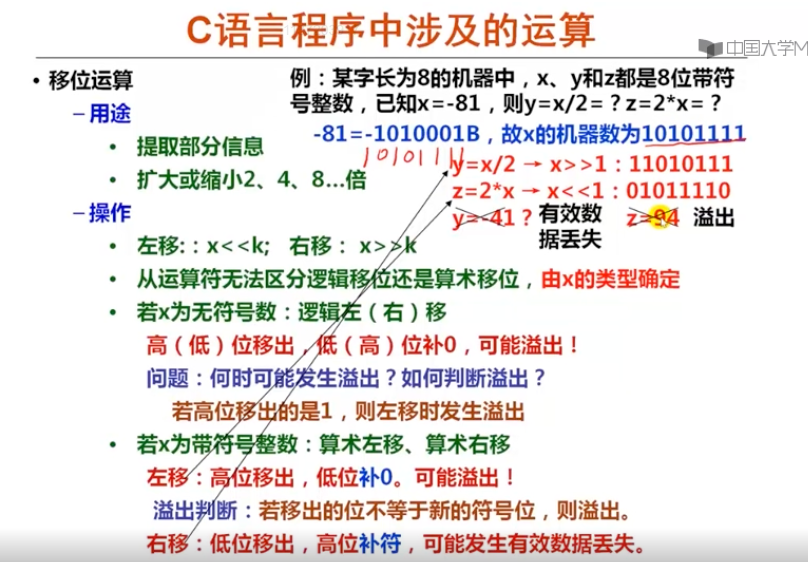 C语言程序中涉及的运算
中国大学M
• 移位运算
– 用途
• 提取部分信息
• 扩大或缩小2、4、8…倍
– 操作
• 左移:：x<<k;  右移： x>>k
• 从运算符无法区分逻辑移位还是算术移位，由x的类型确定
• 若x为无符号数：逻辑左（右）移
高（低）位移出，低（高）位补0，可能溢出！
问题：何时可能发生溢出？如何判断溢出？
若高位移出的是1，则左移时发生溢出
• 若x为带符号整数：算术左移、算术右移
左移：高位移出，低位补0。可能溢出！
溢出判断：若移出的位不等于新的符号位，则溢出。
右移：低位移出，高位补符，可能发生有效数据丢失。
例：某字长为8的机器中，x、y和z都是8位带符
号整数，已知x=-81，则y=x/2=？z=2*x=？
-81=-1010001B，故x的机器数为10101111
10101111
y=x/2 → x>>1：11010111
z=2*x → x<<1：01011110
y=-41？ 有效数 z=94 溢出
据丢失